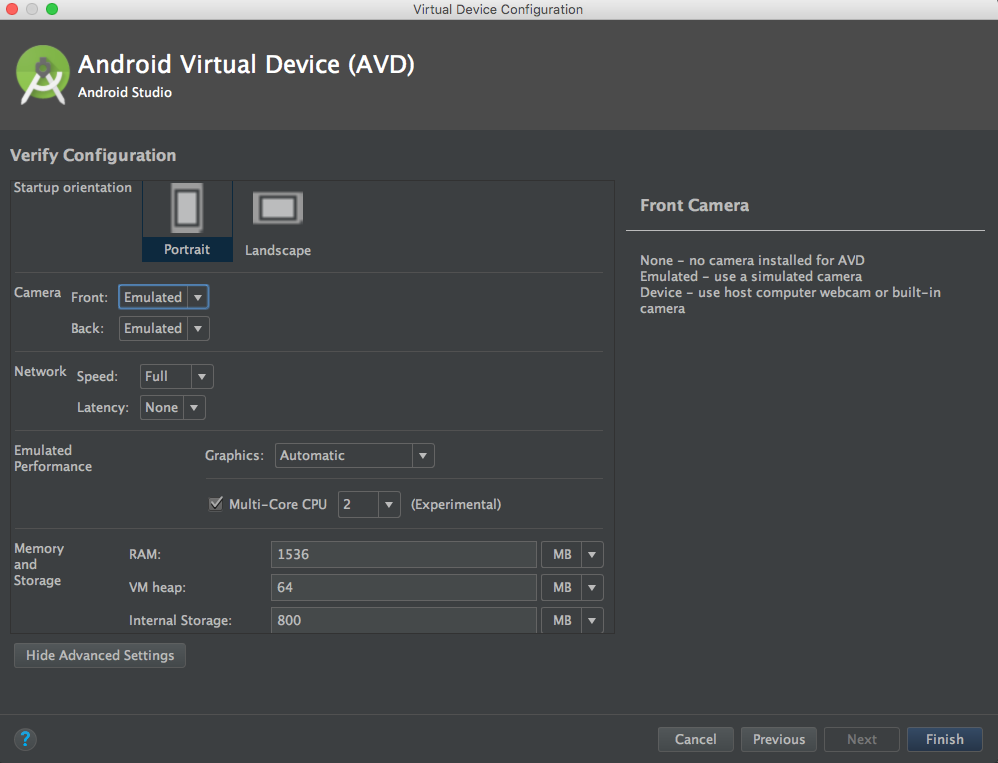 Virtual Device Configuration
Android Virtual Device (AVD)
Android Studio
Verify Configuration
Startup orientation
Portrait
Landscape
Camera
Front: Emulated
Back: Emulated
Network
Speed: Full
Latency: None
Emulated
Performance
Graphics: Automatic
Multi-Core CPU 2 (Experimental)
Memory
and
Storage
RAM: 1536 MB
VM heap: 64 MB
Internal Storage: 800 MB
Hide Advanced Settings
Front Camera
None – no camera installed for AVD
Emulated – use a simulated camera
Device – use host computer webcam or built-in
camera
?
Cancel
Previous
Next
Finish